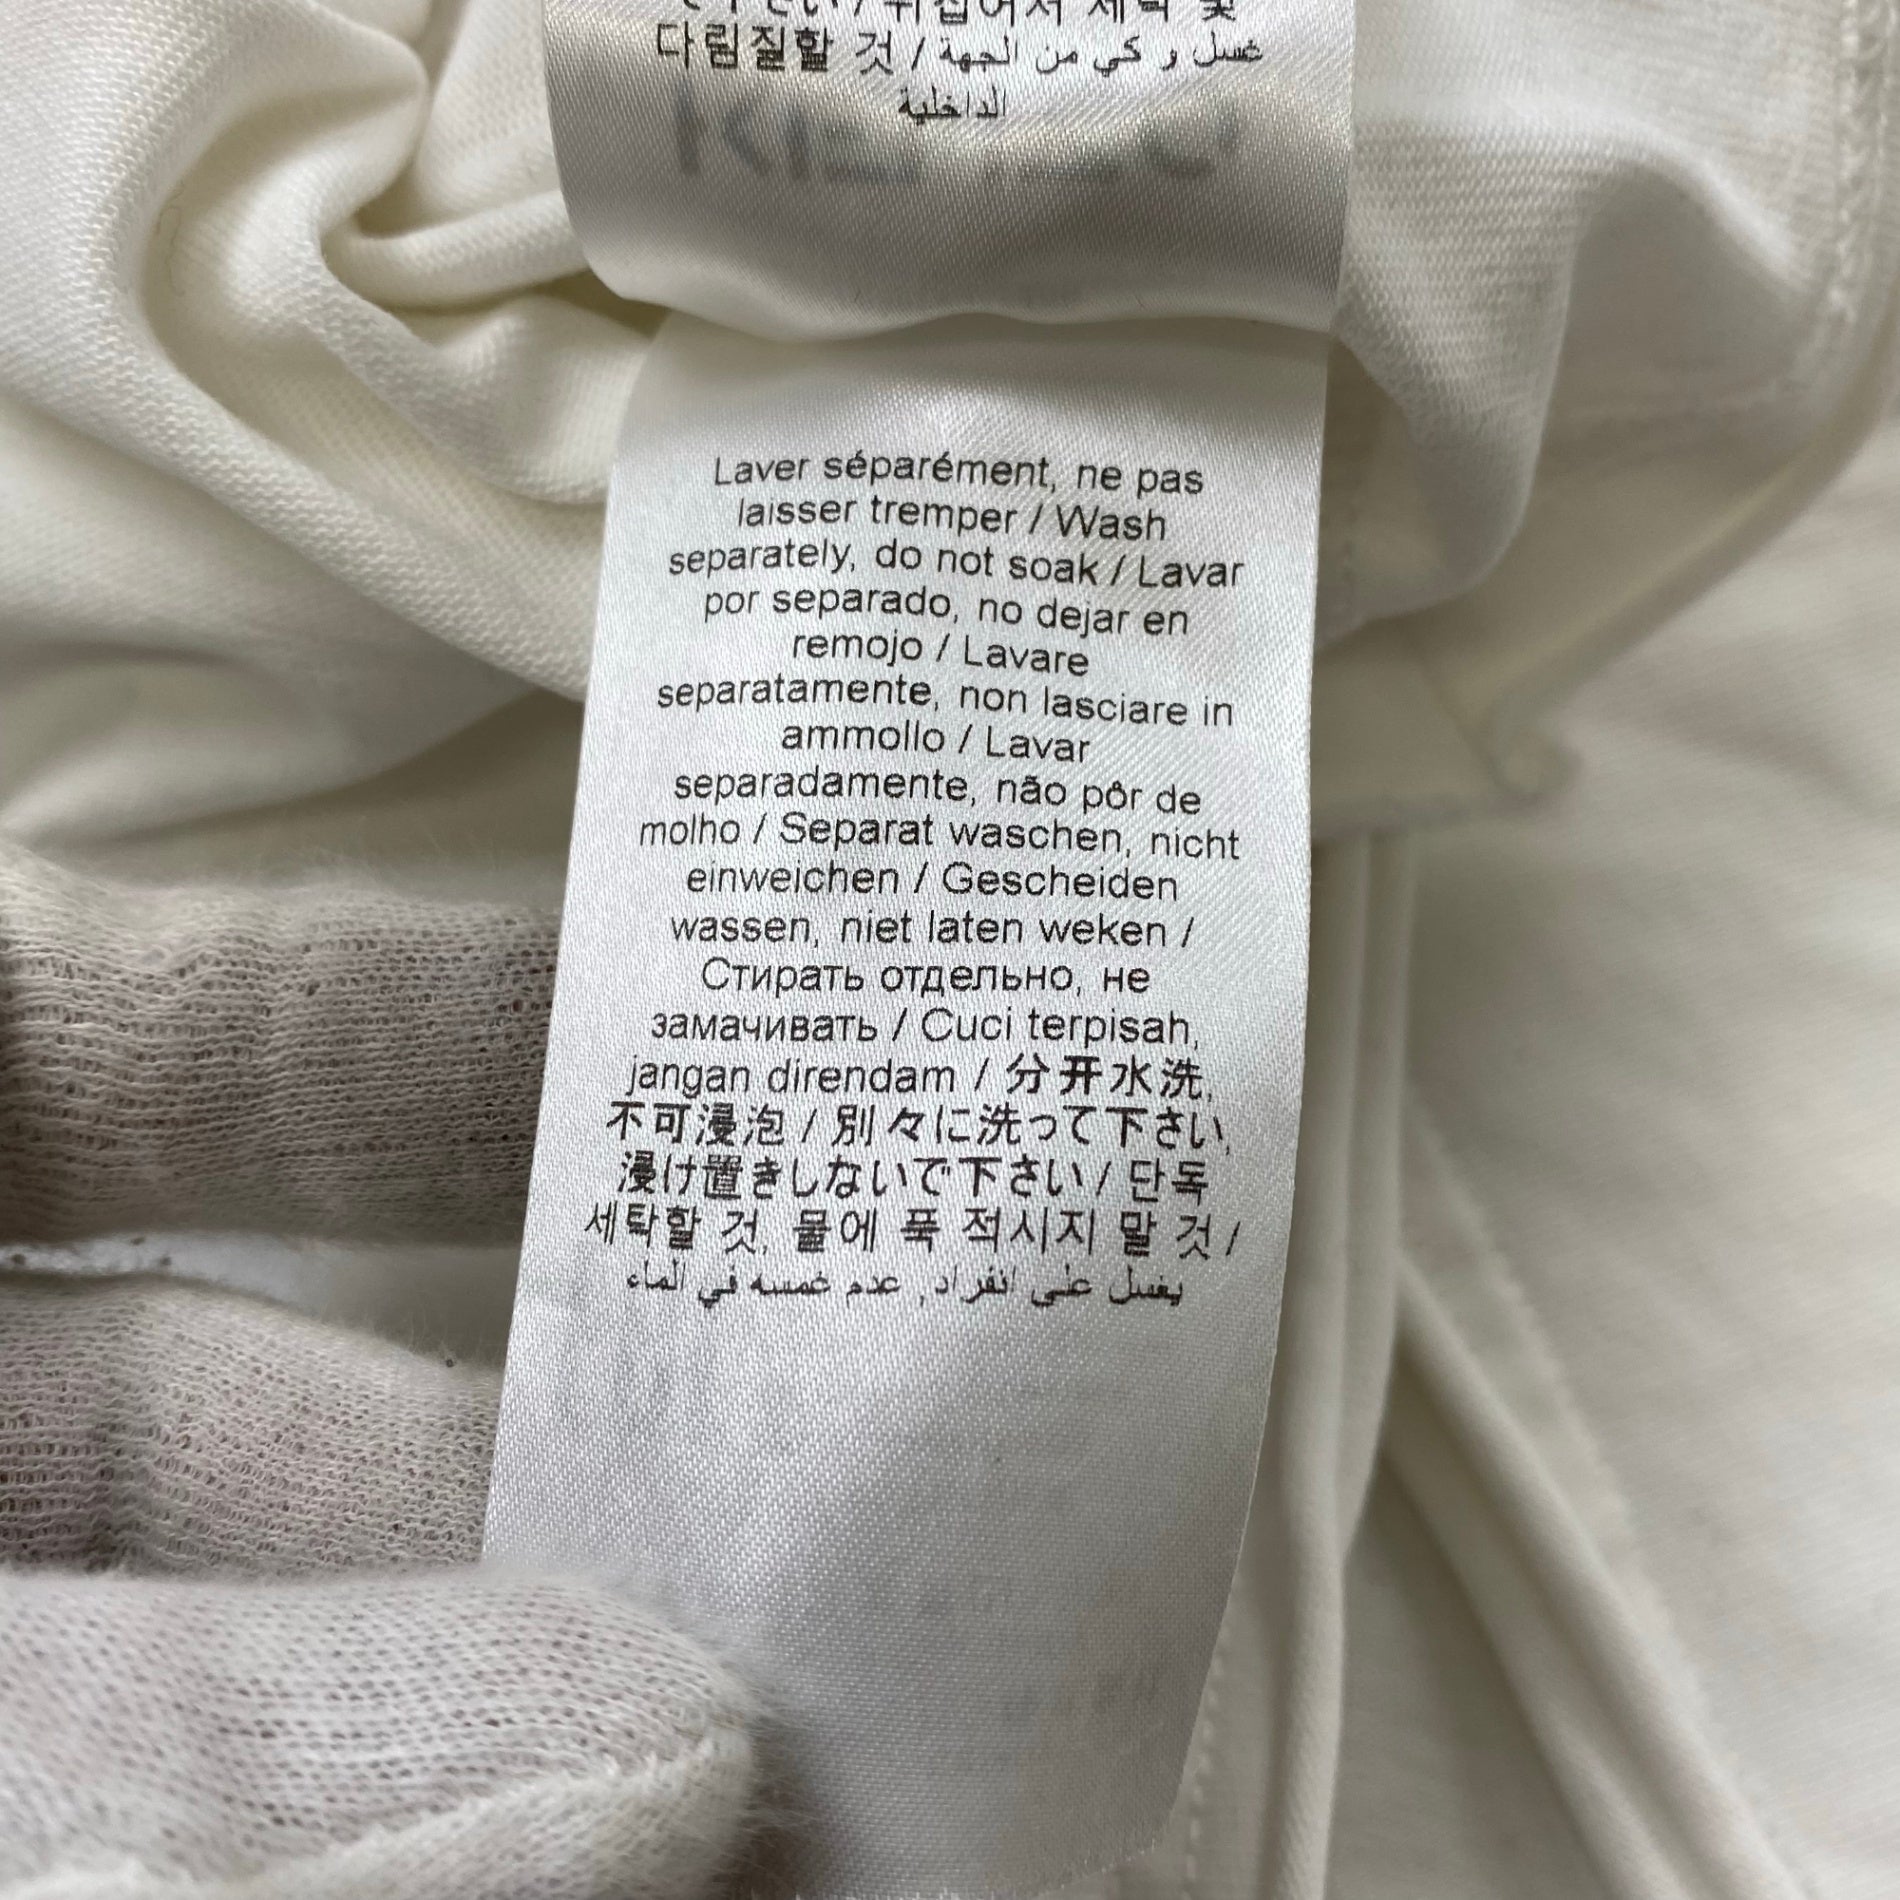 다림질할 것 / غسل و كي من الجهة
الداخلية
Laver séparément, ne pas
laisser tremper / Wash
separately, do not soak / Lavar
por separado, no dejar en
remojo / Lavare
separatamente, non lasciare in
ammollo / Lavar
separadamente, não pôr de
molho / Separat waschen, nicht
einweichen / Gescheiden
wassen, niet laten weken /
Стирать отдельно, не
замачивать / Cuci terpisah,
jangan direndam / 分开水洗,
不可浸泡 / 別々に洗って下さい,
浸け置きしないで下さい / 단독
세탁할 것, 물에 푹 적시지 말 것 /
يغسل على انفراد, عدم غمسه في الماء